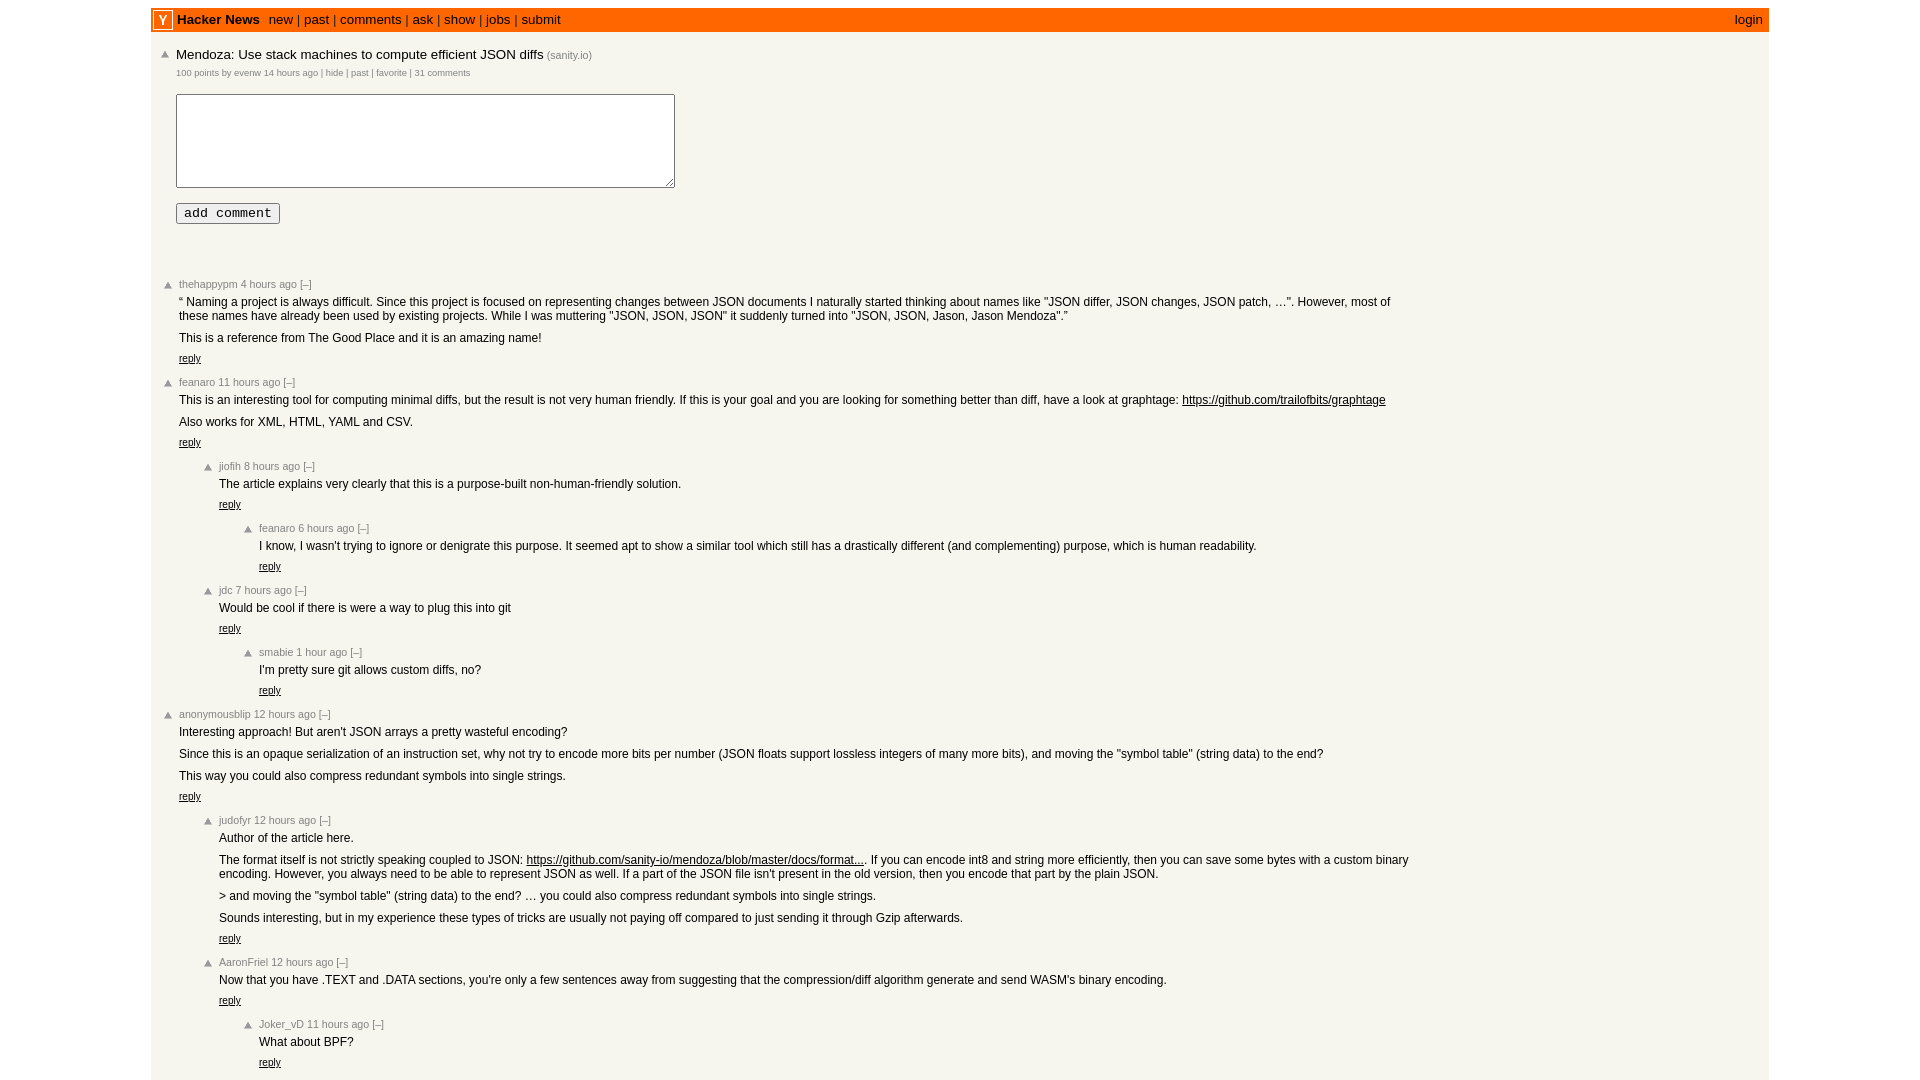 Y Hacker News new | past | comments | ask | show | jobs | submit login
Mendoza: Use stack machines to compute efficient JSON diffs (sanity.io)
100 points by evenw 14 hours ago | hide | past | favorite | 31 comments
add comment
thehappypm 4 hours ago [–]
“ Naming a project is always difficult. Since this project is focused on representing changes between JSON documents I naturally started thinking about names like "JSON differ, JSON changes, JSON patch, …". However, most of
these names have already been used by existing projects. While I was muttering "JSON, JSON, JSON" it suddenly turned into "JSON, JSON, Jason, Jason Mendoza".”
This is a reference from The Good Place and it is an amazing name!
reply
feanaro 11 hours ago [–]
This is an interesting tool for computing minimal diffs, but the result is not very human friendly. If this is your goal and you are looking for something better than diff, have a look at graphtage: https://github.com/trailofbits/graphtage
Also works for XML, HTML, YAML and CSV.
reply
jiofih 8 hours ago [–]
The article explains very clearly that this is a purpose-built non-human-friendly solution.
reply
feanaro 6 hours ago [–]
I know, I wasn't trying to ignore or denigrate this purpose. It seemed apt to show a similar tool which still has a drastically different (and complementing) purpose, which is human readability.
reply
jdc 7 hours ago [–]
Would be cool if there is were a way to plug this into git
reply
smabie 1 hour ago [–]
I'm pretty sure git allows custom diffs, no?
reply
anonymousblip 12 hours ago [–]
Interesting approach! But aren't JSON arrays a pretty wasteful encoding?
Since this is an opaque serialization of an instruction set, why not try to encode more bits per number (JSON floats support lossless integers of many more bits), and moving the "symbol table" (string data) to the end?
This way you could also compress redundant symbols into single strings.
reply
judofyr 12 hours ago [–]
Author of the article here.
The format itself is not strictly speaking coupled to JSON: https://github.com/sanity-io/mendoza/blob/master/docs/format.... If you can encode int8 and string more efficiently, then you can save some bytes with a custom binary
encoding. However, you always need to be able to represent JSON as well. If a part of the JSON file isn't present in the old version, then you encode that part by the plain JSON.
> and moving the "symbol table" (string data) to the end? … you could also compress redundant symbols into single strings.
Sounds interesting, but in my experience these types of tricks are usually not paying off compared to just sending it through Gzip afterwards.
reply
AaronFriel 12 hours ago [–]
Now that you have .TEXT and .DATA sections, you're only a few sentences away from suggesting that the compression/diff algorithm generate and send WASM's binary encoding.
reply
Joker_vD 11 hours ago [–]
What about BPF?
reply